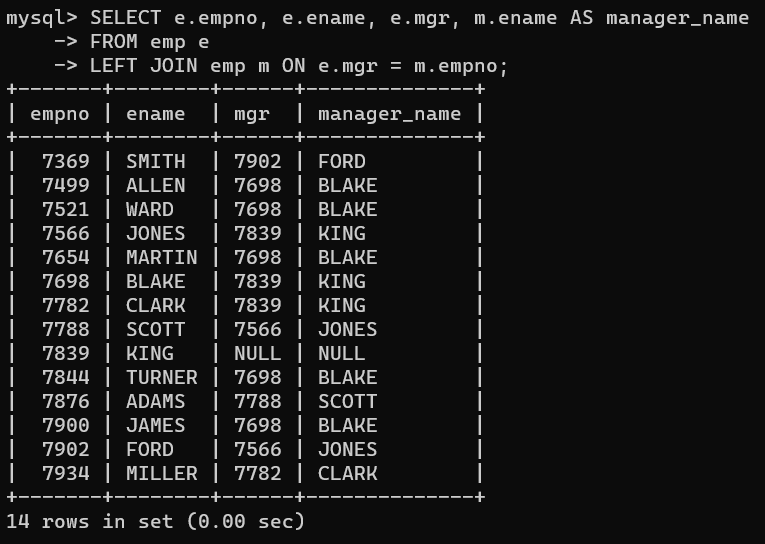 mysql> SELECT e.empno, e.ename, e.mgr, m.ename AS manager_name
    -> FROM emp e
    -> LEFT JOIN emp m ON e.mgr = m.empno;
+-------+--------+------+--------------+
| empno | ename  | mgr  | manager_name |
+-------+--------+------+--------------+
|  7369 | SMITH  | 7902 | FORD         |
|  7499 | ALLEN  | 7698 | BLAKE        |
|  7521 | WARD   | 7698 | BLAKE        |
|  7566 | JONES  | 7839 | KING         |
|  7654 | MARTIN | 7698 | BLAKE        |
|  7698 | BLAKE  | 7839 | KING         |
|  7782 | CLARK  | 7839 | KING         |
|  7788 | SCOTT  | 7566 | JONES        |
|  7839 | KING   | NULL | NULL         |
|  7844 | TURNER | 7698 | BLAKE        |
|  7876 | ADAMS  | 7788 | SCOTT        |
|  7900 | JAMES  | 7698 | BLAKE        |
|  7902 | FORD   | 7566 | JONES        |
|  7934 | MILLER | 7782 | CLARK        |
+-------+--------+------+--------------+
14 rows in set (0.00 sec)